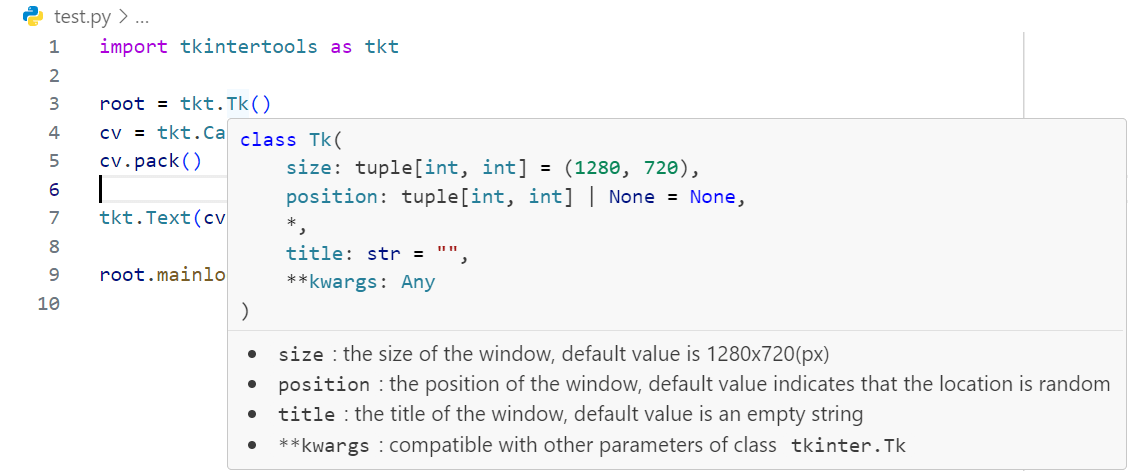 test.py > ...
1 import tkintertools as tkt
2
3 root = tkt.Tk()
4 cv = tkt.Ca
5 cv.pack()
6
7 tkt.Text(cv
8
9 root.mainlo
10
class Tk(
    size: tuple[int, int] = (1280, 720),
    position: tuple[int, int] | None = None,
    *,
    title: str = "",
    **kwargs: Any
)
• size : the size of the window, default value is 1280x720(px)
• position : the position of the window, default value indicates that the location is random
• title : the title of the window, default value is an empty string
• **kwargs : compatible with other parameters of class tkinter.Tk